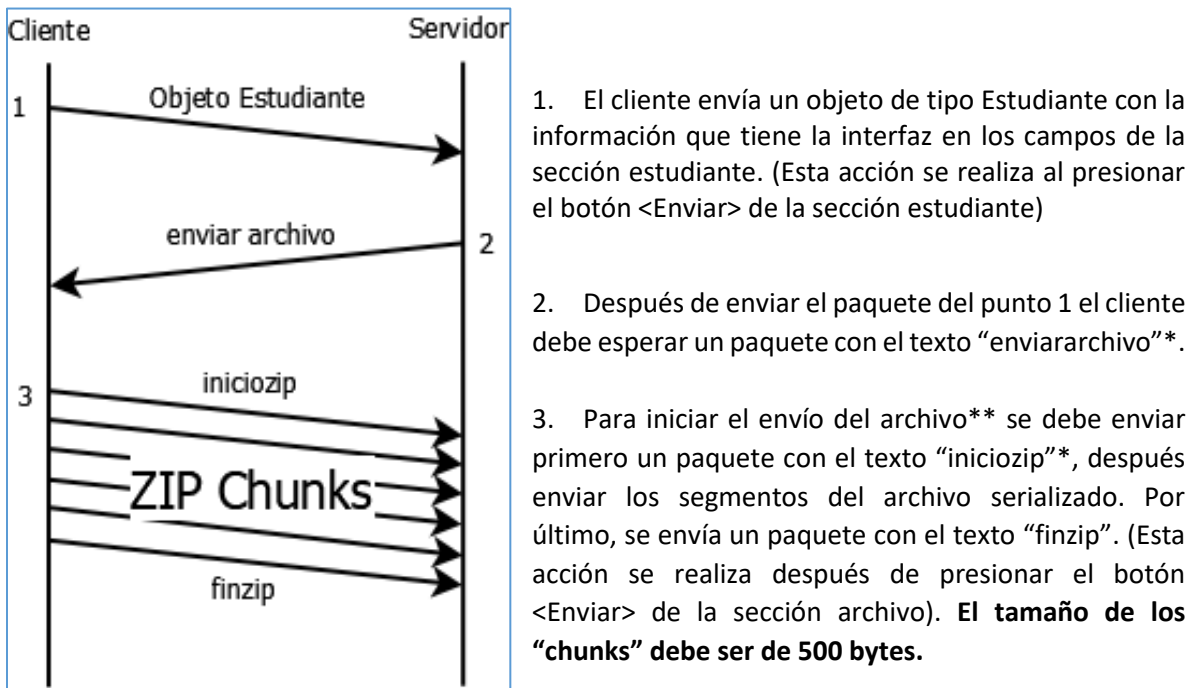 Cliente
Servidor
1
Objeto Estudiante
enviar archivo
2
3
iniciozip
ZIP Chunks
finzip
1. El cliente envía un objeto de tipo Estudiante con la
información que tiene la interfaz en los campos de la
sección estudiante. (Esta acción se realiza al presionar
el botón <Enviar> de la sección estudiante)
2. Después de enviar el paquete del punto 1 el cliente
debe esperar un paquete con el texto “enviararchivo”*.
3. Para iniciar el envío del archivo** se debe enviar
primero un paquete con el texto “iniciozip”*, después
enviar los segmentos del archivo serializado. Por
último, se envía un paquete con el texto “finzip”. (Esta
acción se realiza después de presionar el botón
<Enviar> de la sección archivo). El tamaño de los
“chunks” debe ser de 500 bytes.